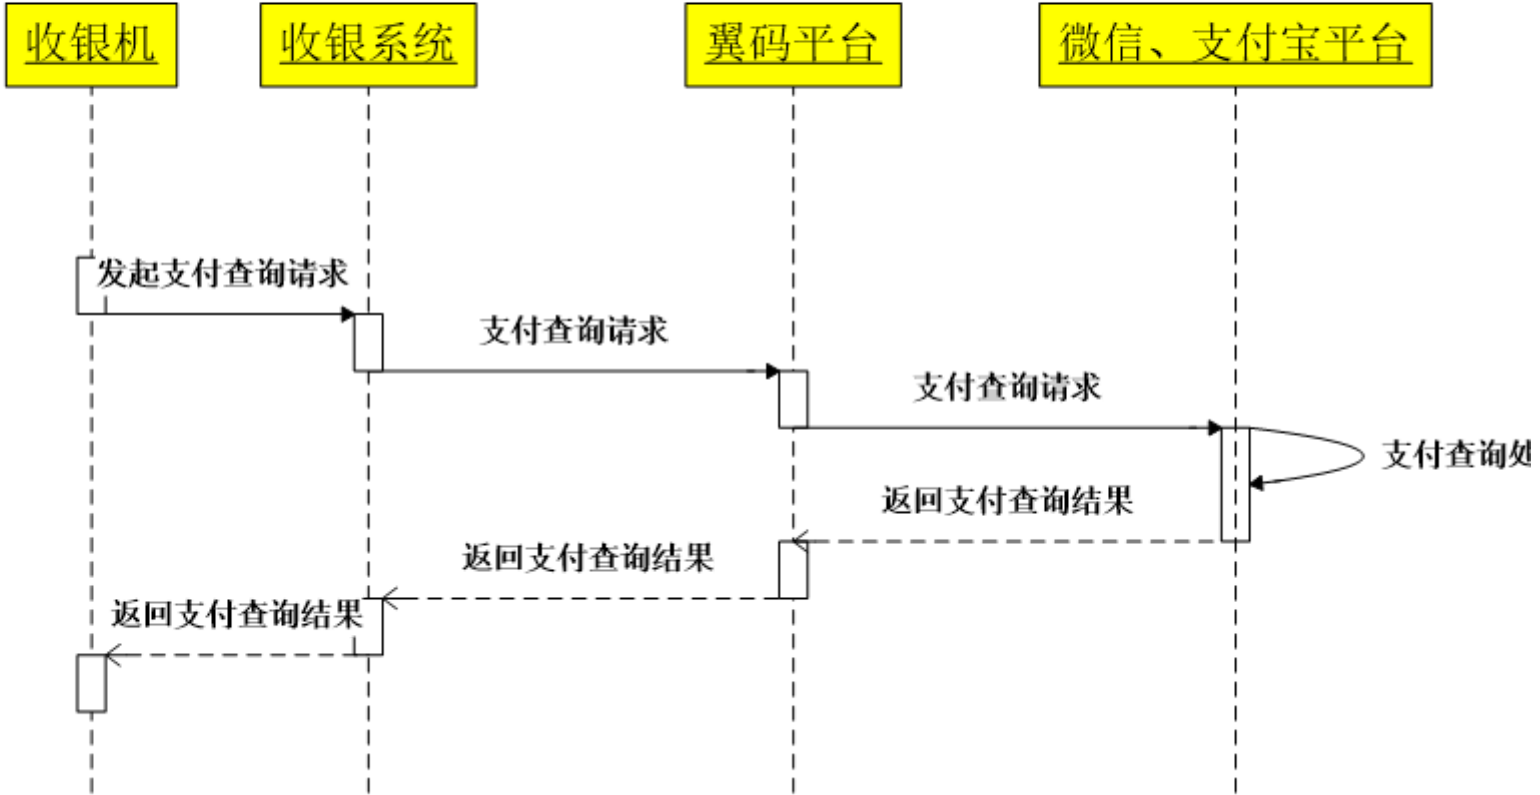 收银机
收银系统
翼码平台
微信、支付宝平台
发起支付查询请求
支付查询请求
支付查询请求
支付查询处
返回支付查询结果
返回支付查询结果
返回支付查询结果